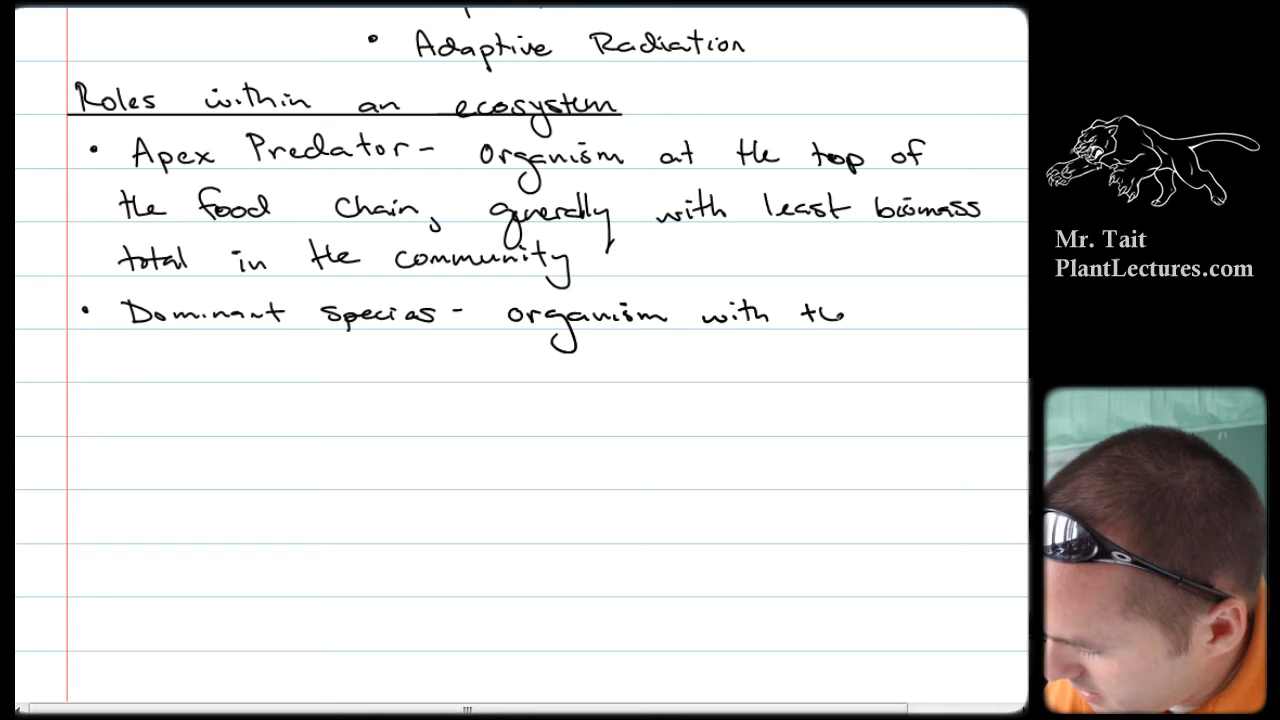 • Adaptive Radiation
Roles within an ecosystem
• Apex Predator - organism at the top of
the food chain, generally with least biomass
total in the community
• Dominant species - organism with the
Mr. Tait
PlantLectures.com